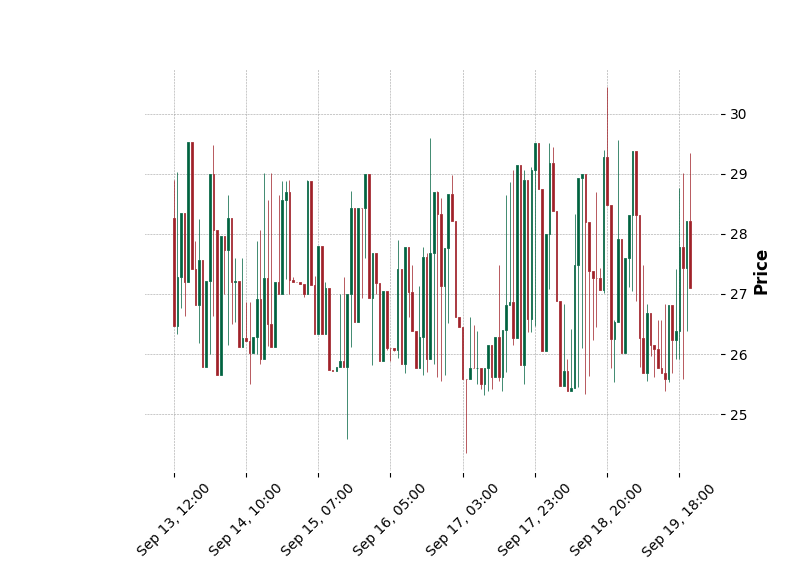 30
29
28
27
26
25
Price
Sep 13, 12:00
Sep 14, 10:00
Sep 15, 07:00
Sep 16, 05:00
Sep 17, 03:00
Sep 17, 23:00
Sep 18, 20:00
Sep 19, 18:00